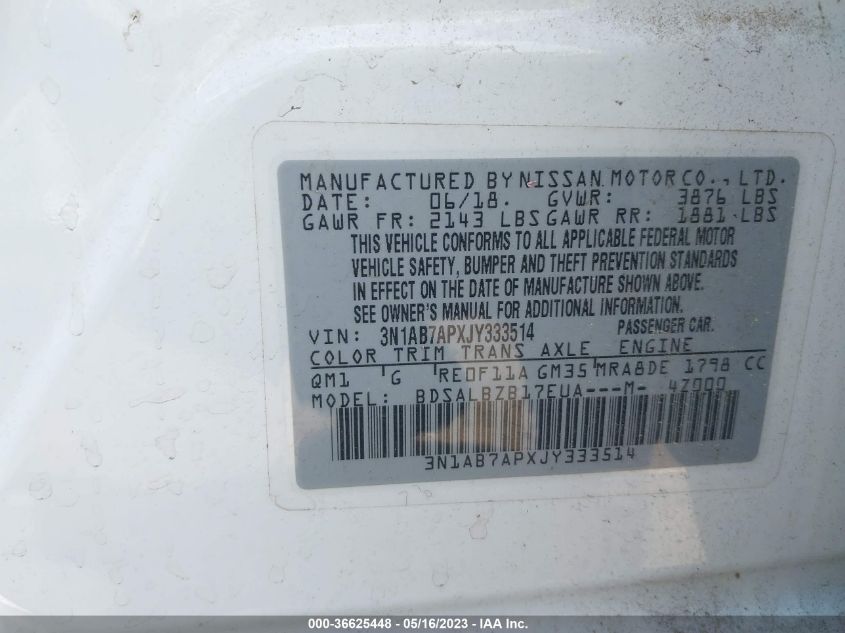 MANUFACTURED BY NISSAN MOTOR CO., LTD.
DATE: 06/18. GVWR: 3876 LBS
GAWR FR: 2143 LBS GAWR RR: 1881 LBS
THIS VEHICLE CONFORMS TO ALL APPLICABLE FEDERAL MOTOR
VEHICLE SAFETY, BUMPER AND THEFT PREVENTION STANDARDS
IN EFFECT ON THE DATE OF MANUFACTURE SHOWN ABOVE.
SEE OWNER'S MANUAL FOR ADDITIONAL INFORMATION.
VIN: 3N1AB7APXJY333514 PASSENGER CAR.
COLOR TRIM TRANS AXLE ENGINE
QM1 G RE0F11A GM35 MRA8DE 1798 CC
MODEL: BDSALBZB17EUA---M- 4Z000
3N1AB7APXJY333514
000-36625448 - 05/16/2023 - IAA Inc.